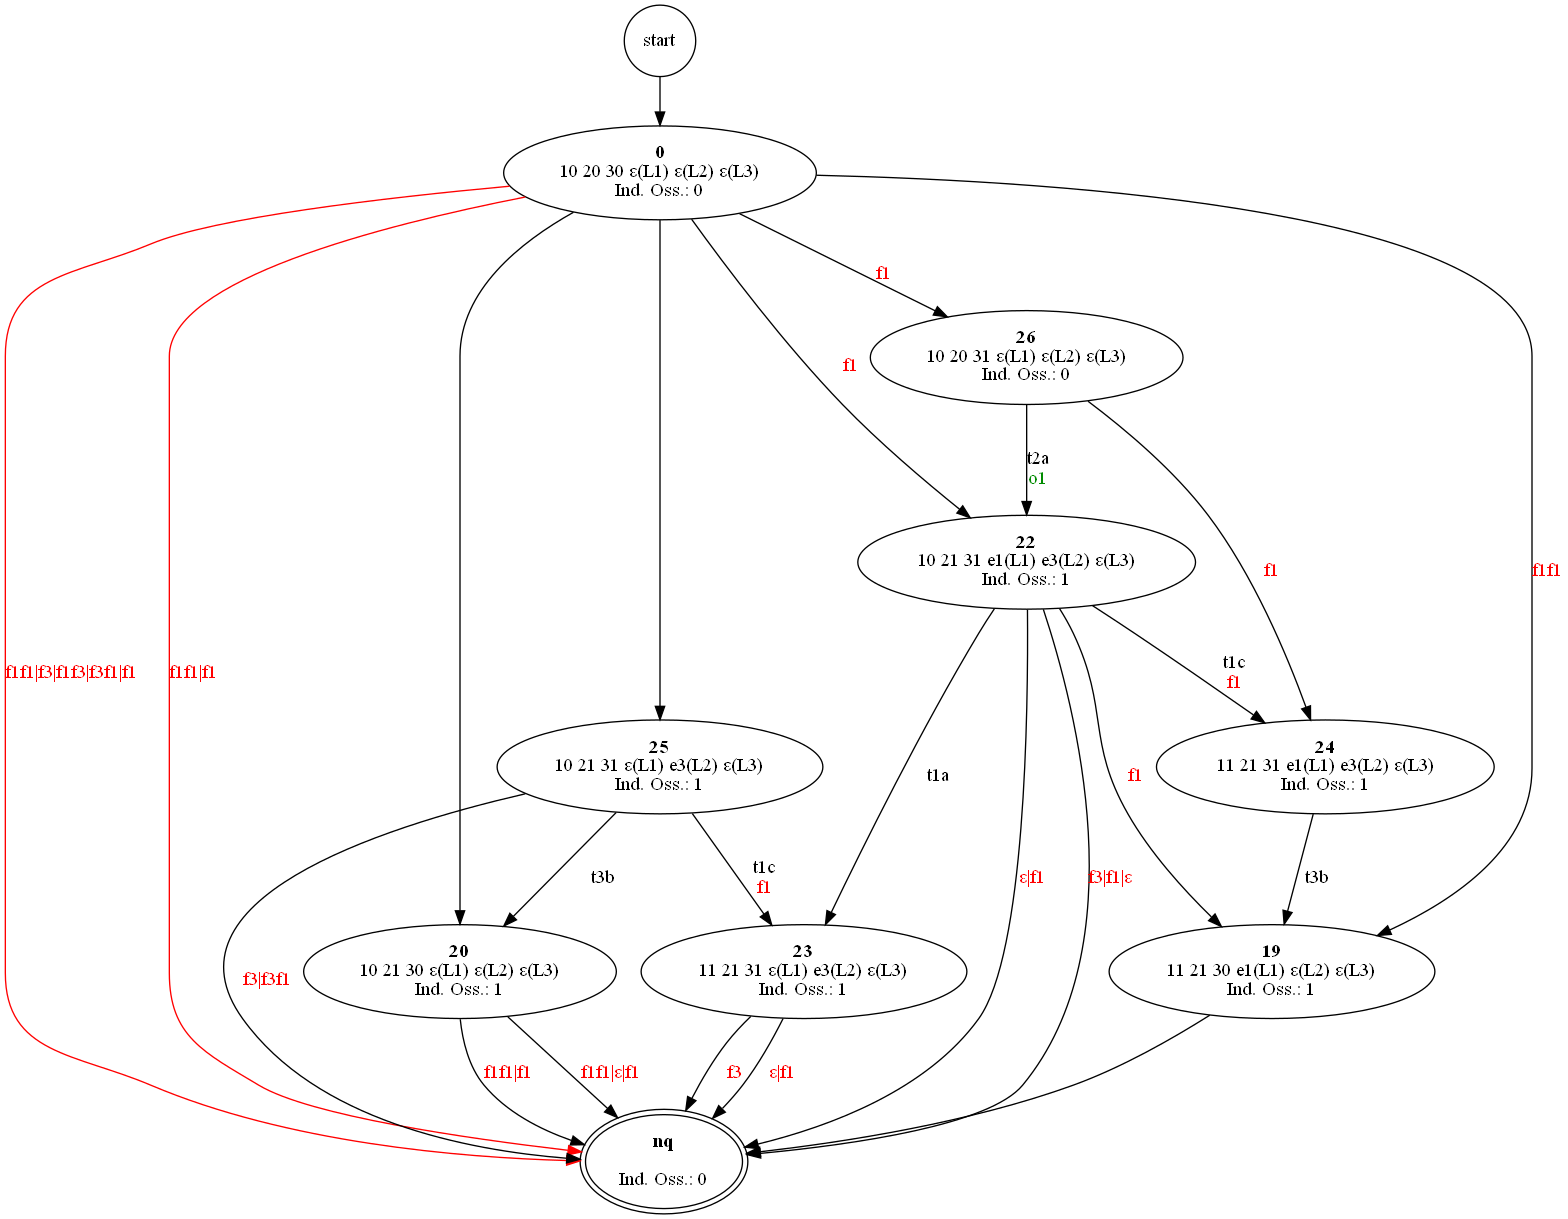 start
0
10 20 30 ε(L1) ε(L2) ε(L3)
Ind. Oss.: 0
f1
26
10 20 31 ε(L1) ε(L2) ε(L3)
Ind. Oss.: 0
f1
t2a
o1
22
10 21 31 e1(L1) e3(L2) ε(L3)
Ind. Oss.: 1
f1
f1f1
f1f1|f3|f1f3|f3f1|f1
f1f1|f1
t1c
f1
25
10 21 31 ε(L1) e3(L2) ε(L3)
Ind. Oss.: 1
t1a
f1
24
11 21 31 e1(L1) e3(L2) ε(L3)
Ind. Oss.: 1
t3b
t1c
f1
ε|f1
f3|f1|ε
t3b
20
10 21 30 ε(L1) ε(L2) ε(L3)
Ind. Oss.: 1
23
11 21 31 ε(L1) e3(L2) ε(L3)
Ind. Oss.: 1
19
11 21 30 e1(L1) ε(L2) ε(L3)
Ind. Oss.: 1
f3|f3f1
f1f1|f1
f1f1|ε|f1
f3
ε|f1
nq
Ind. Oss.: 0